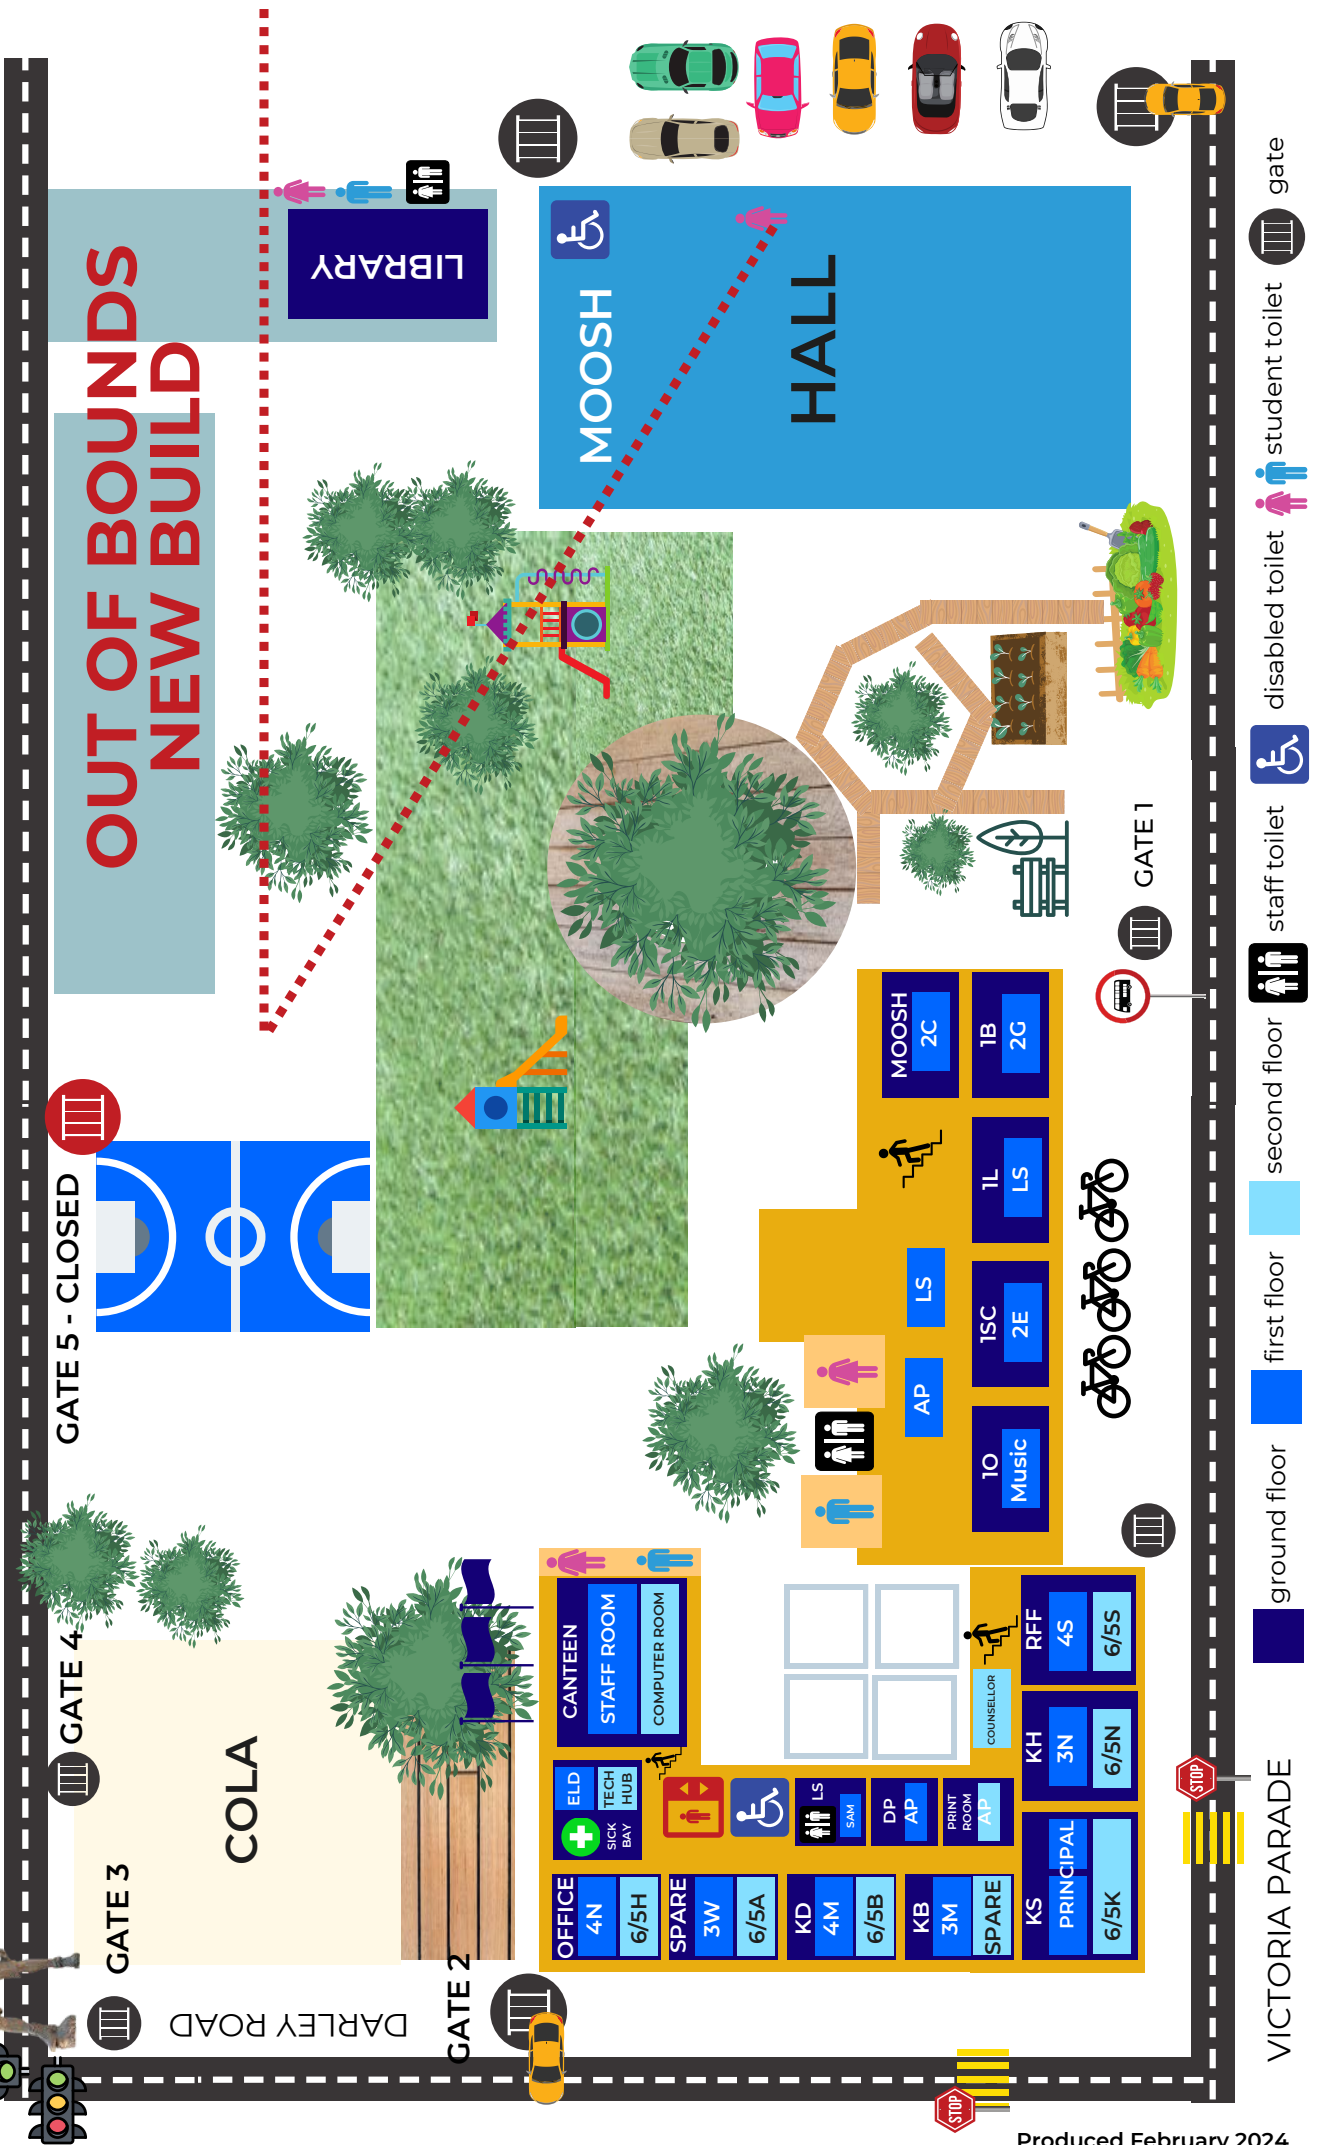 OUT OF BOUNDS
NEW BUILD
LIBRARY
MOOSH
HALL
GATE 5 - CLOSED
GATE 4
COLA
GATE 3
DARLEY ROAD
GATE 2
GATE 1
MOOSH
2C
1B
2G
1L
LS
LS
1SC
2E
AP
1O
Music
CANTEEN
STAFF ROOM
COMPUTER ROOM
ELD
TECH
HUB
SICK
BAY
LS
SAM
DP
AP
PRINT
ROOM
AP
COUNSELLOR
OFFICE
4N
6/5H
SPARE
3W
6/5A
KD
4M
6/5B
KB
3M
SPARE
KS
PRINCIPAL
6/5K
KH
3N
6/5N
RFF
4S
6/5S
STOP
STOP
VICTORIA PARADE
ground floor
first floor
second floor
staff toilet
disabled toilet
student toilet
gate
Produced February 2024